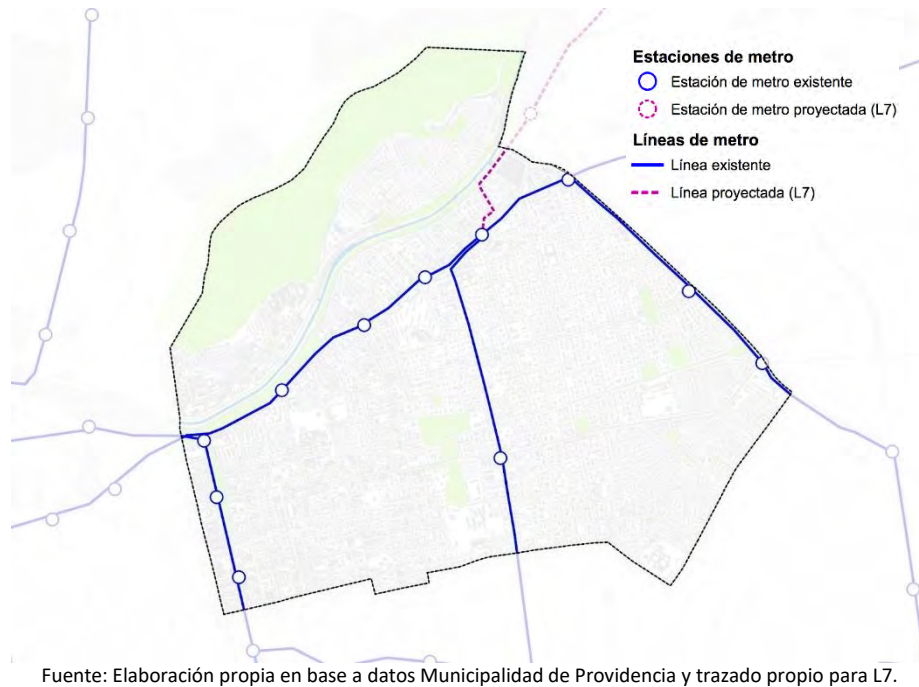 Estaciones de metro
Estación de metro existente
Estación de metro proyectada (L7)
Líneas de metro
Línea existente
Línea proyectada (L7)
Fuente: Elaboración propia en base a datos Municipalidad de Providencia y trazado propio para L7.